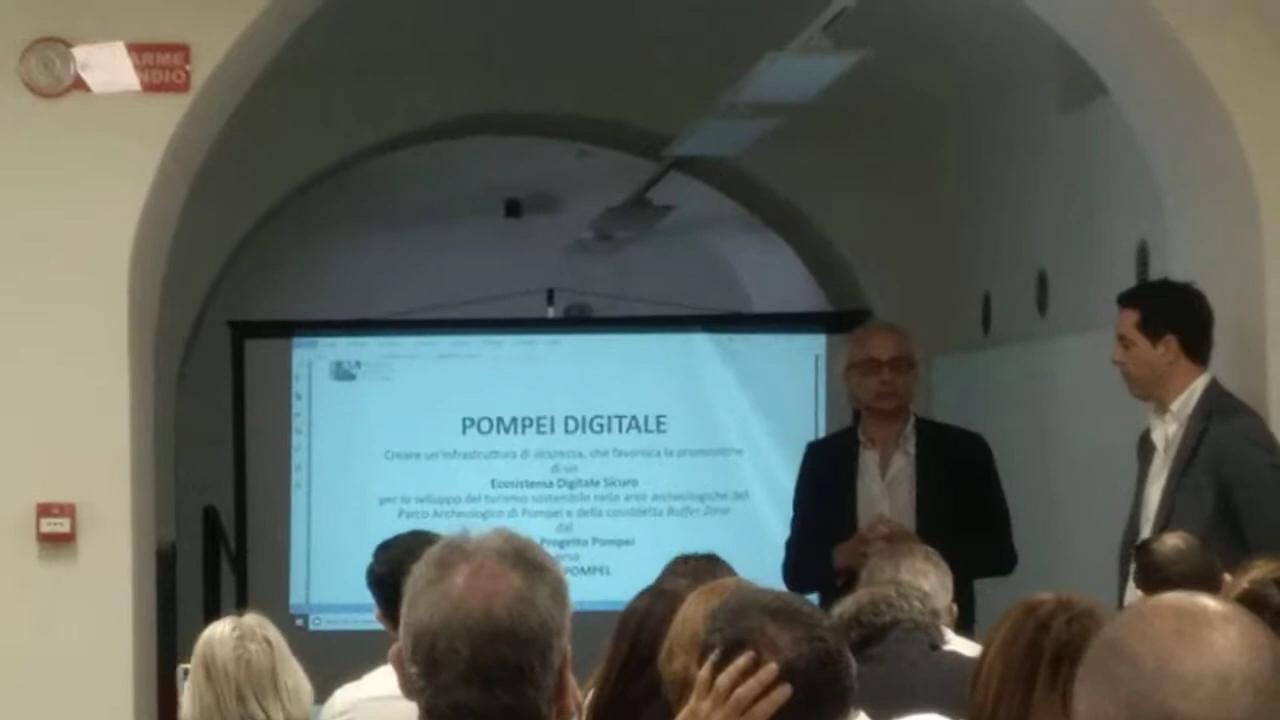 ARME
NDIO
POMPEI DIGITALE
Creare un'infrastruttura di sicurezza, che favorisca la promozione
di un
Ecosistema Digitale Sicuro
per lo sviluppo del turismo sostenibile nelle aree archeologiche del
Parco Archeologico di Pompei e della cosiddetta Buffer Zone
dal
Progetto Pompei
POMPEI